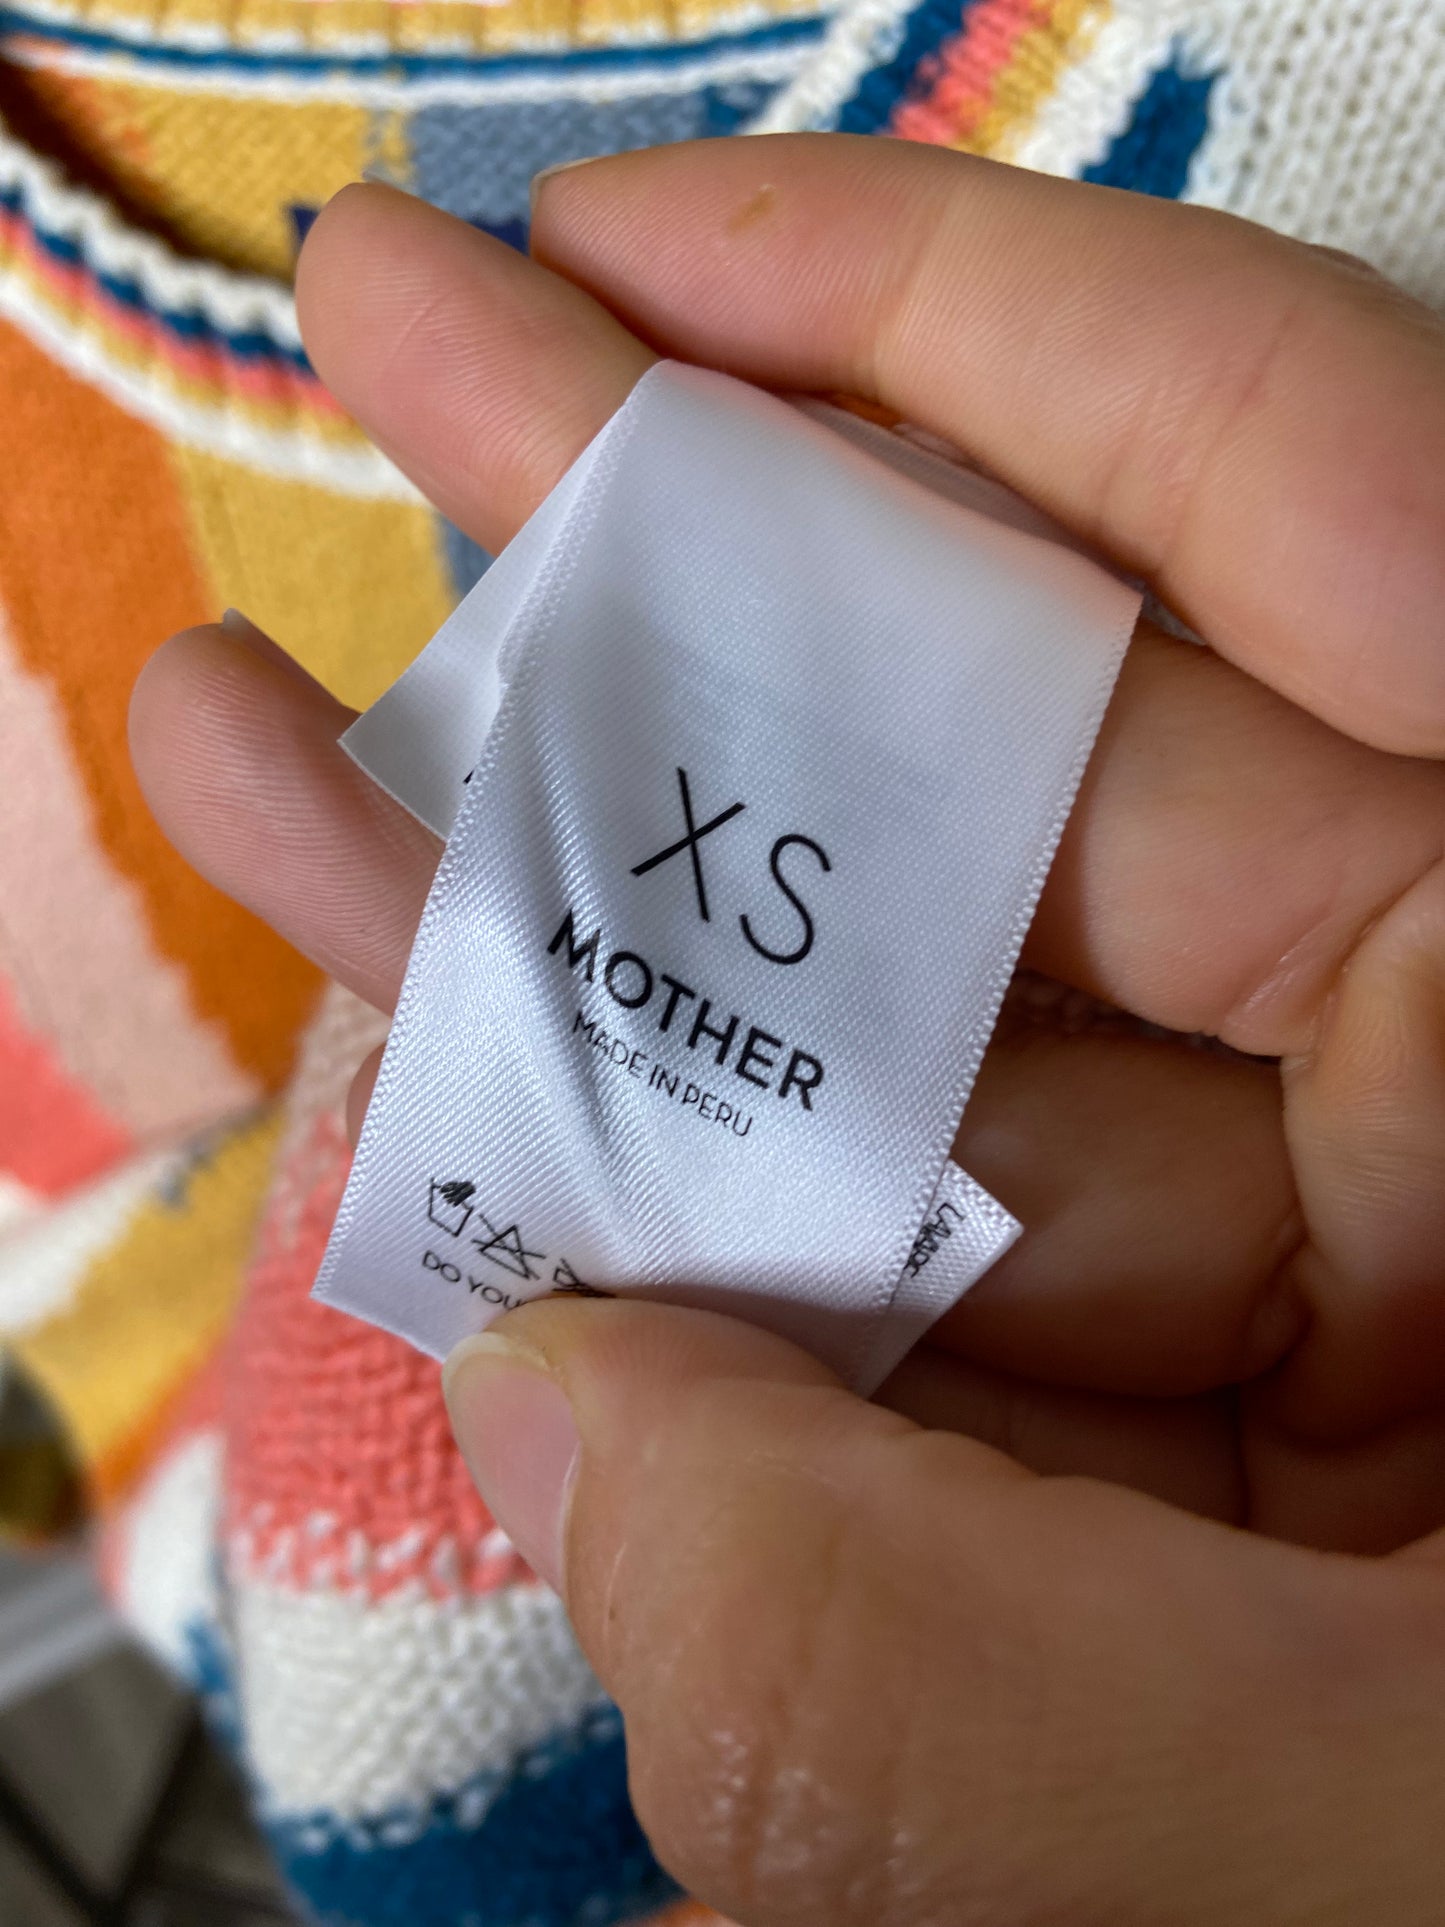 XS
MOTHER
MADE IN PERU
DO YOU